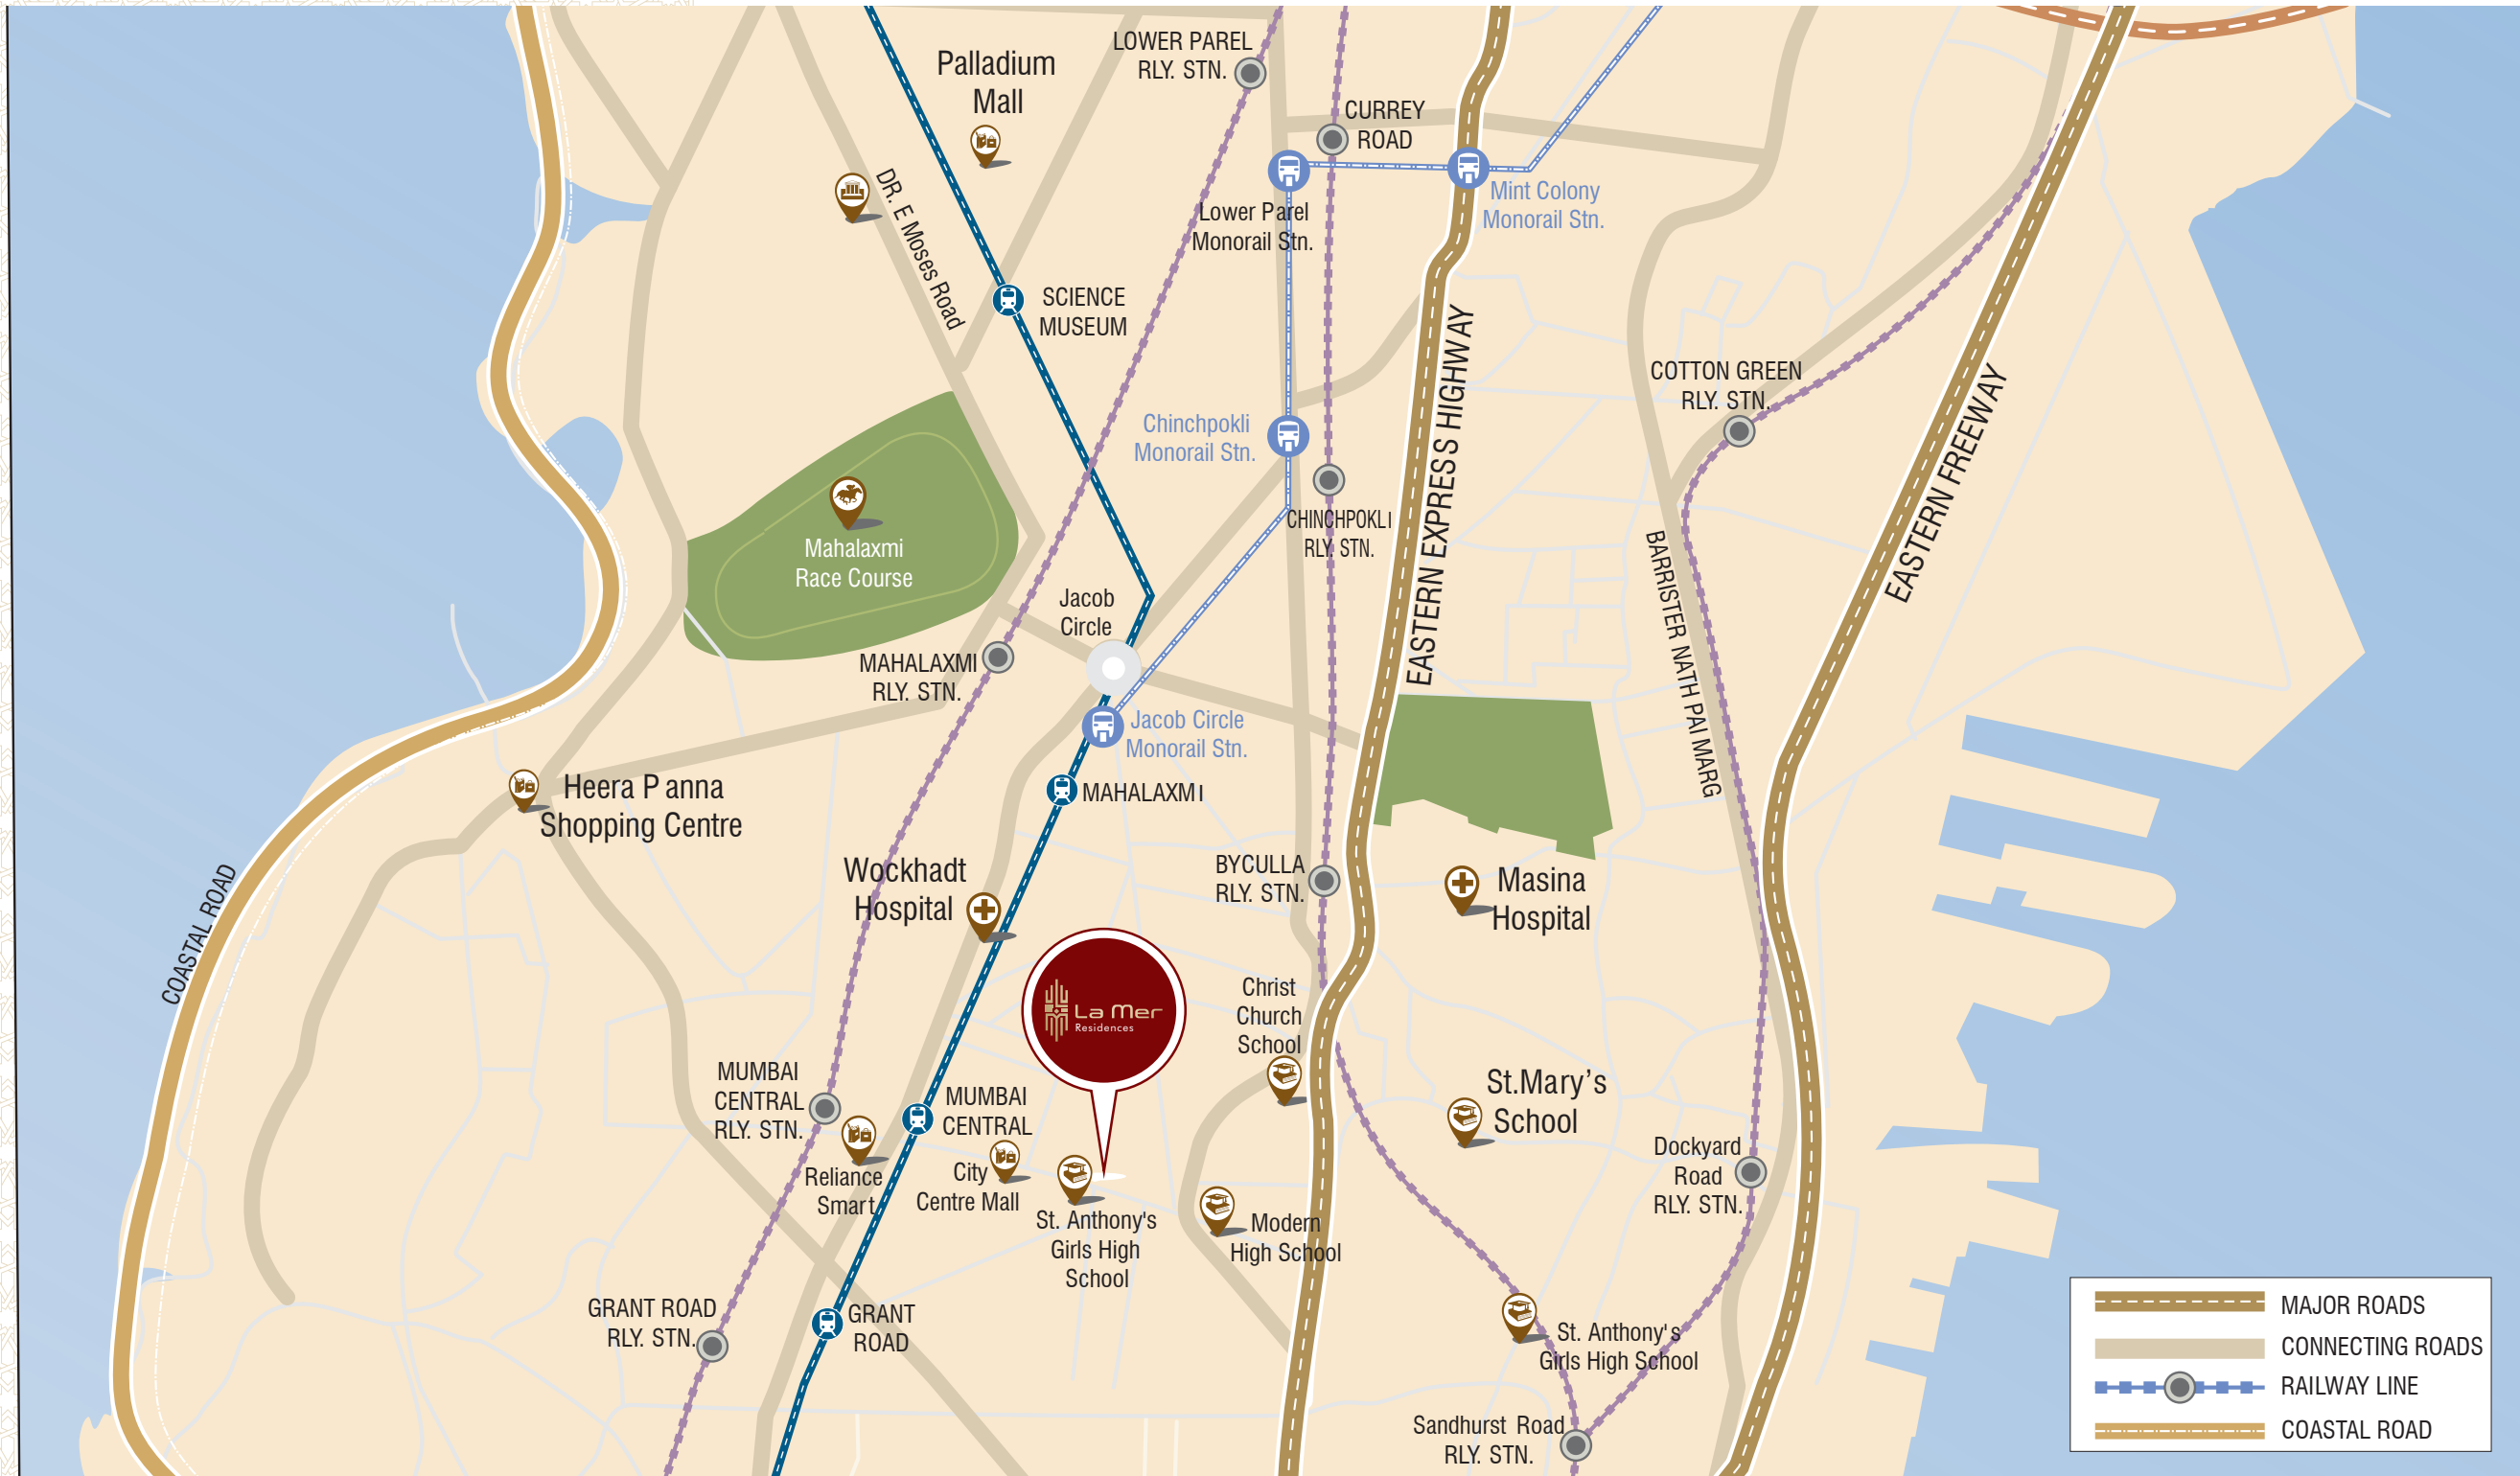 LOWER PAREL
RLY. STN.
Palladium
Mall
CURREY
ROAD
DR. E Moses Road
Lower Parel
Monorail Stn.
Mint Colony
Monorail Stn.
SCIENCE
MUSEUM
EASTERN EXPRESS HIGHWAY
COTTON GREEN
RLY. STN.
EASTERN FREEWAY
Chinchpokli
Monorail Stn.
CHINCHPOKLI
RLY. STN.
Mahalaxmi
Race Course
BARRISTER NATH PAI MARG
Jacob
Circle
MAHALAXMI
RLY. STN.
Jacob Circle
Monorail Stn.
Heera Panna
Shopping Centre
MAHALAXMI
COASTAL ROAD
Wockhadt
Hospital
BYCULLA
RLY. STN.
Masina
Hospital
La Mer
Residences
Christ
Church
School
MUMBAI
CENTRAL
RLY. STN.
MUMBAI
CENTRAL
St.Mary's
School
Reliance
Smart
City
Centre Mall
Dockyard
Road
RLY. STN.
St. Anthony's
Girls High
School
Modern
High School
GRANT ROAD
RLY. STN.
GRANT
ROAD
St. Anthony's
Girls High School
Sandhurst Road
RLY. STN.
MAJOR ROADS
CONNECTING ROADS
RAILWAY LINE
COASTAL ROAD